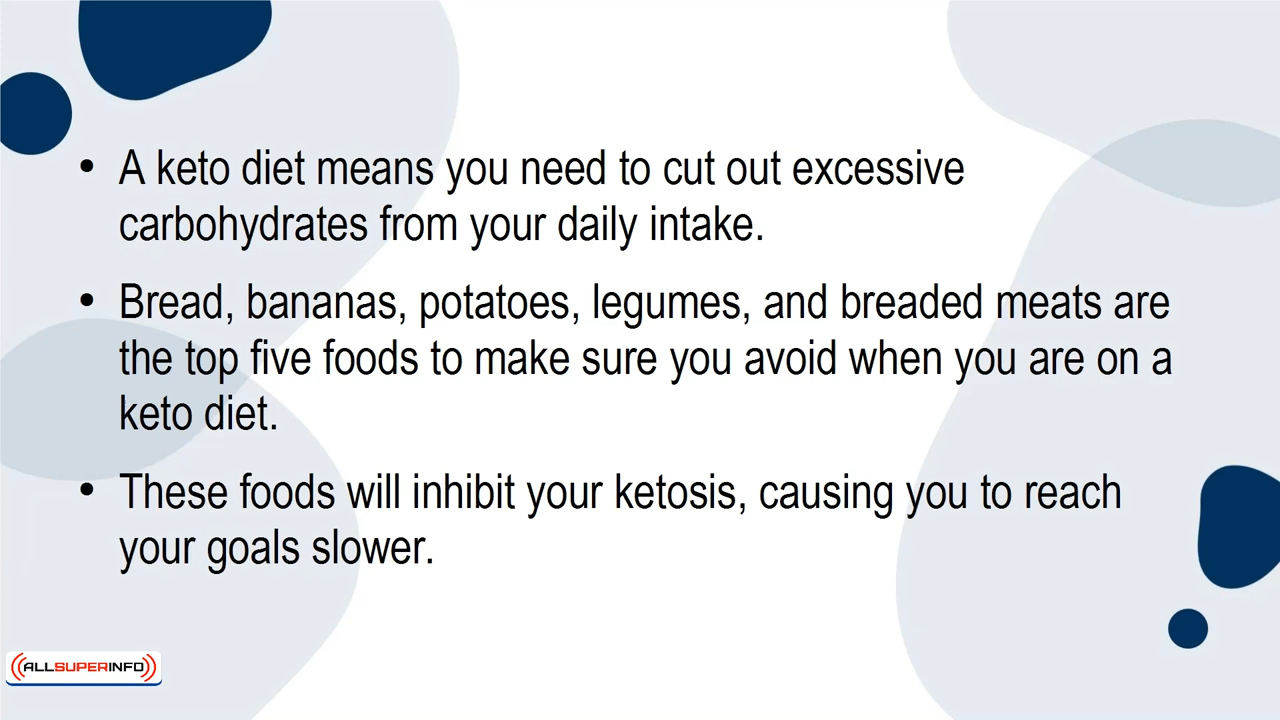 • A keto diet means you need to cut out excessive
carbohydrates from your daily intake.
• Bread, bananas, potatoes, legumes, and breaded meats are
the top five foods to make sure you avoid when you are on a
keto diet.
• These foods will inhibit your ketosis, causing you to reach
your goals slower.
ALLSUPERINFO